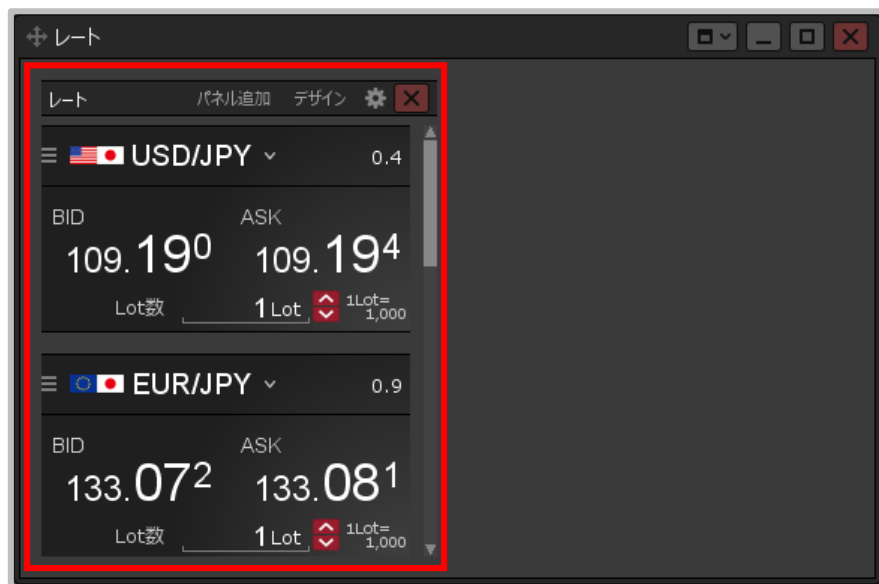 レート
レート パネル追加 デザイン
USD/JPY 0.4
BID ASK
109.190 109.194
Lot数 1 Lot 1Lot=
1,000
EUR/JPY 0.9
BID ASK
133.072 133.081
Lot数 1 Lot 1Lot=
1,000